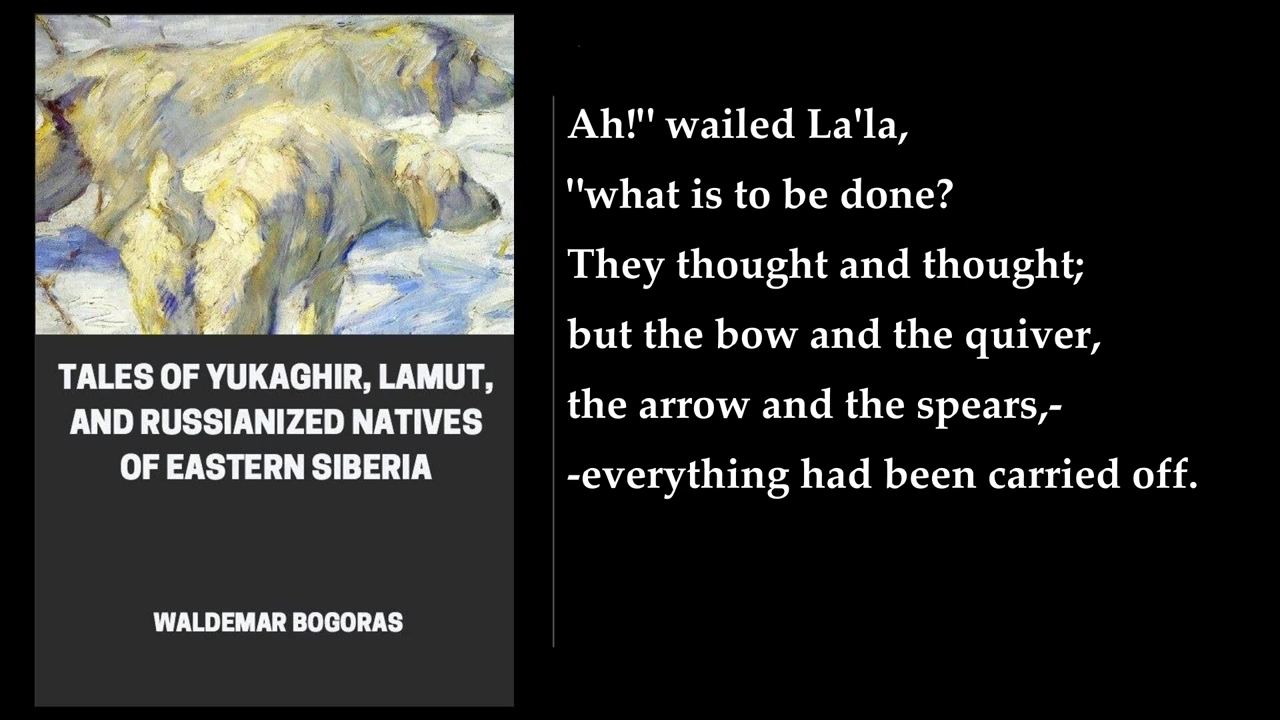 TALES OF YUKAGHIR, LAMUT,
AND RUSSIANIZED NATIVES
OF EASTERN SIBERIA
WALDEMAR BOGORAS
Ah!" wailed La'la,
"what is to be done?
They thought and thought;
but the bow and the quiver,
the arrow and the spears,-
-everything had been carried off.